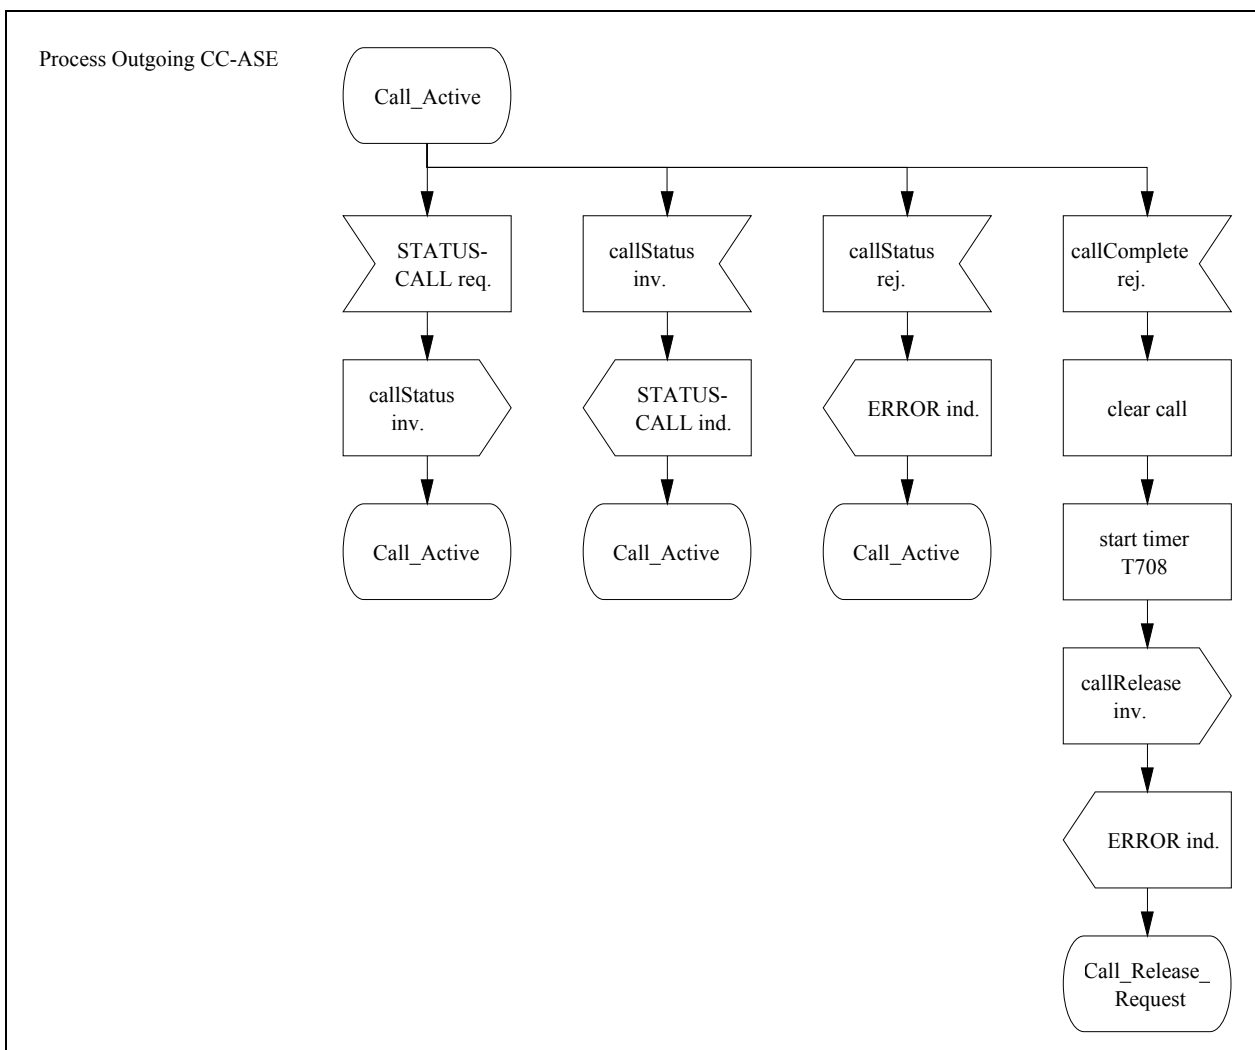 Process Outgoing CC-ASE
Call_Active
STATUS-
CALL req.
callStatus
inv.
callStatus
rej.
callComplete
rej.
callStatus
inv.
STATUS-
CALL ind.
ERROR ind.
clear call
Call_Active
Call_Active
Call_Active
start timer
T708
callRelease
inv.
ERROR ind.
Call_Release_
Request